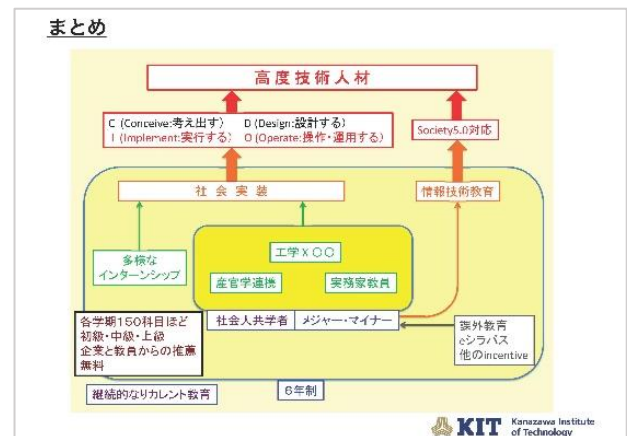 まとめ
高度技術人材
C (Conceive:考え出す) D (Design:設計する)
I (Implement:実行する) O (Operate:操作・運用する)
Society5.0対応
社会実装
情報技術教育
多様な
インターンシップ
工学X〇〇
産官学連携
実務家教員
社会人共学者
メジャー・マイナー
各学期150科目ほど
初級・中級・上級
企業と教員からの推薦
無料
課外教育
eシラバス
他のincentive
継続的なリカレント教育
6年制
KIT Kanazawa Institute
of Technology